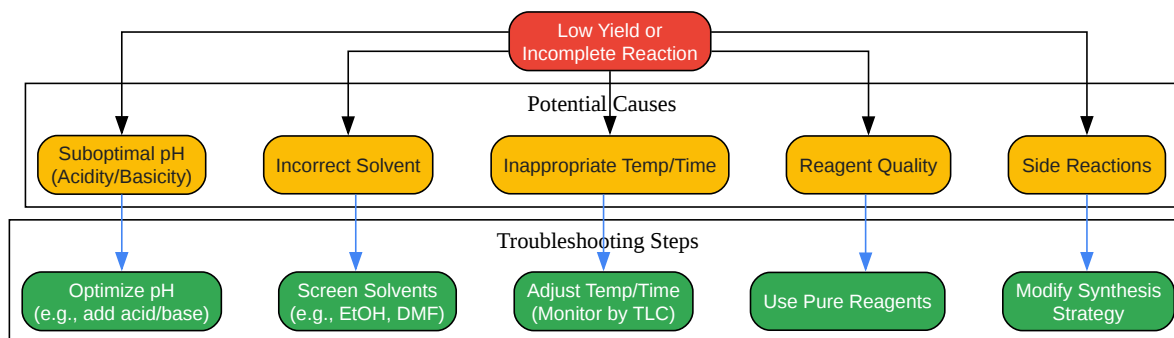 Low Yield or
Incomplete Reaction
Potential Causes
Suboptimal pH
(Acidity/Basicity)
Incorrect Solvent
Inappropriate Temp/Time
Reagent Quality
Side Reactions
Troubleshooting Steps
Optimize pH
(e.g., add acid/base)
Screen Solvents
(e.g., EtOH, DMF)
Adjust Temp/Time
(Monitor by TLC)
Use Pure Reagents
Modify Synthesis
Strategy